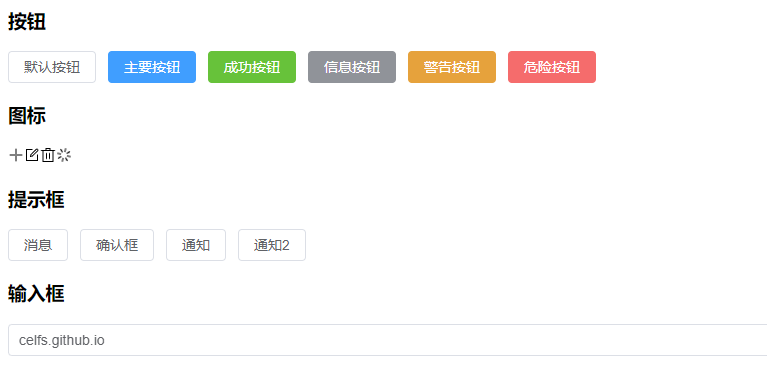 按钮
默认按钮 主要按钮 成功按钮 信息按钮 警告按钮 危险按钮
图标
提示框
消息 确认框 通知 通知2
输入框
celfs.github.io